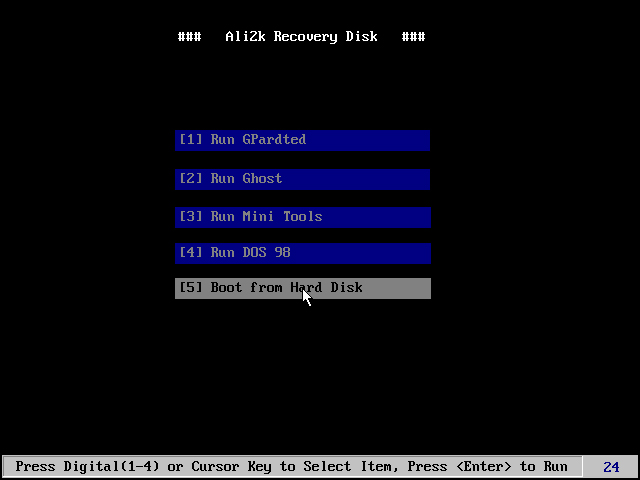 ### Ali2k Recovery Disk ###
[1] Run GPardted
[2] Run Ghost
[3] Run Mini Tools
[4] Run DOS 98
[5] Boot from Hard Disk
Press Digital(1-4) or Cursor Key to Select Item, Press <Enter> to Run 24